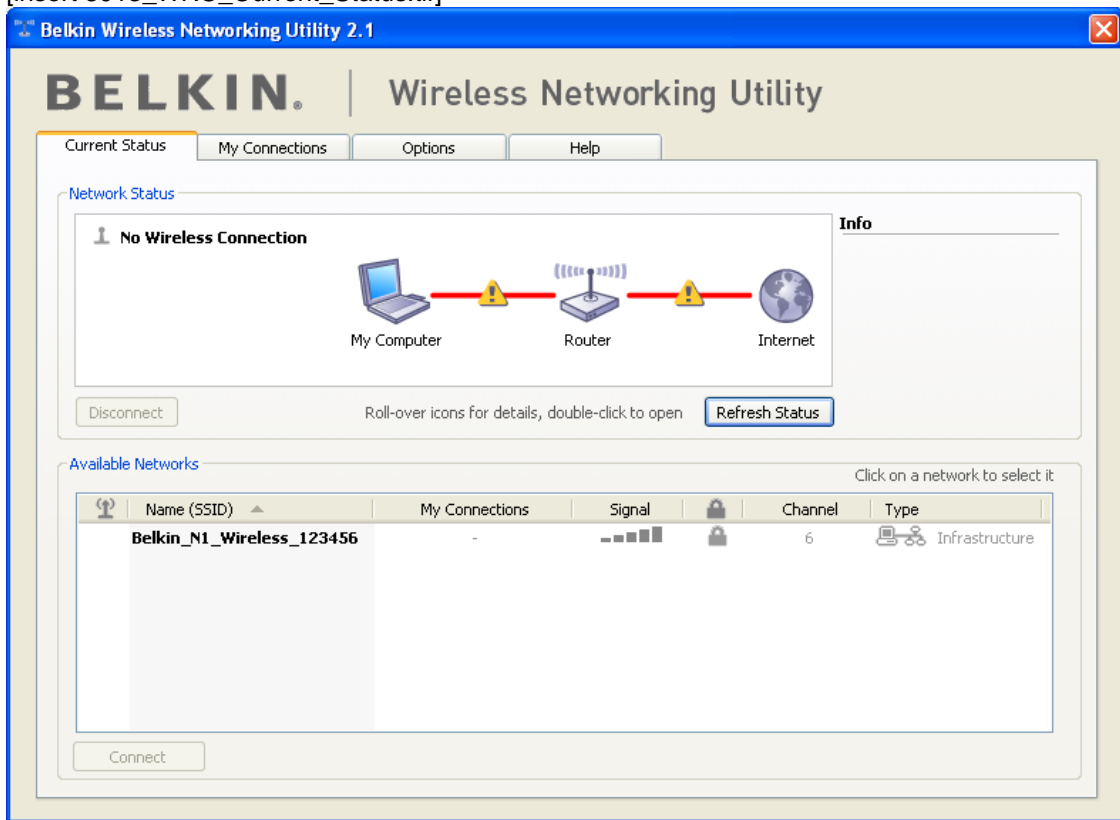 Belkin Wireless Networking Utility 2.1
BELKIN® Wireless Networking Utility
Current Status My Connections Options Help
Network Status
No Wireless Connection
Info
My Computer Router Internet
Disconnect Roll-over icons for details, double-click to open Refresh Status
Available Networks
Click on a network to select it
Name (SSID) My Connections Signal Channel Type
Belkin_N1_Wireless_123456 - 6 Infrastructure
Connect